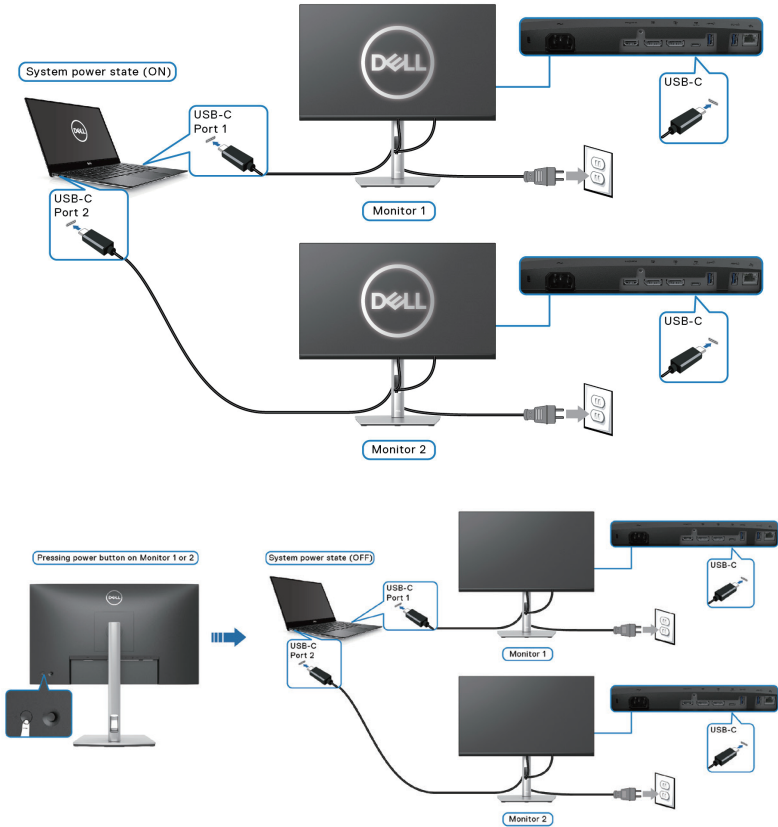 System power state (ON)
DELL
USB-C
DELL
USB-C
Port 1
Monitor 1
USB-C
Port 2
DELL
USB-C
Monitor 2
Pressing power button on Monitor 1 or 2
System power state (OFF)
DELL
USB-C
USB-C
Port 1
USB-C
Port 2
Monitor 1
USB-C
Monitor 2